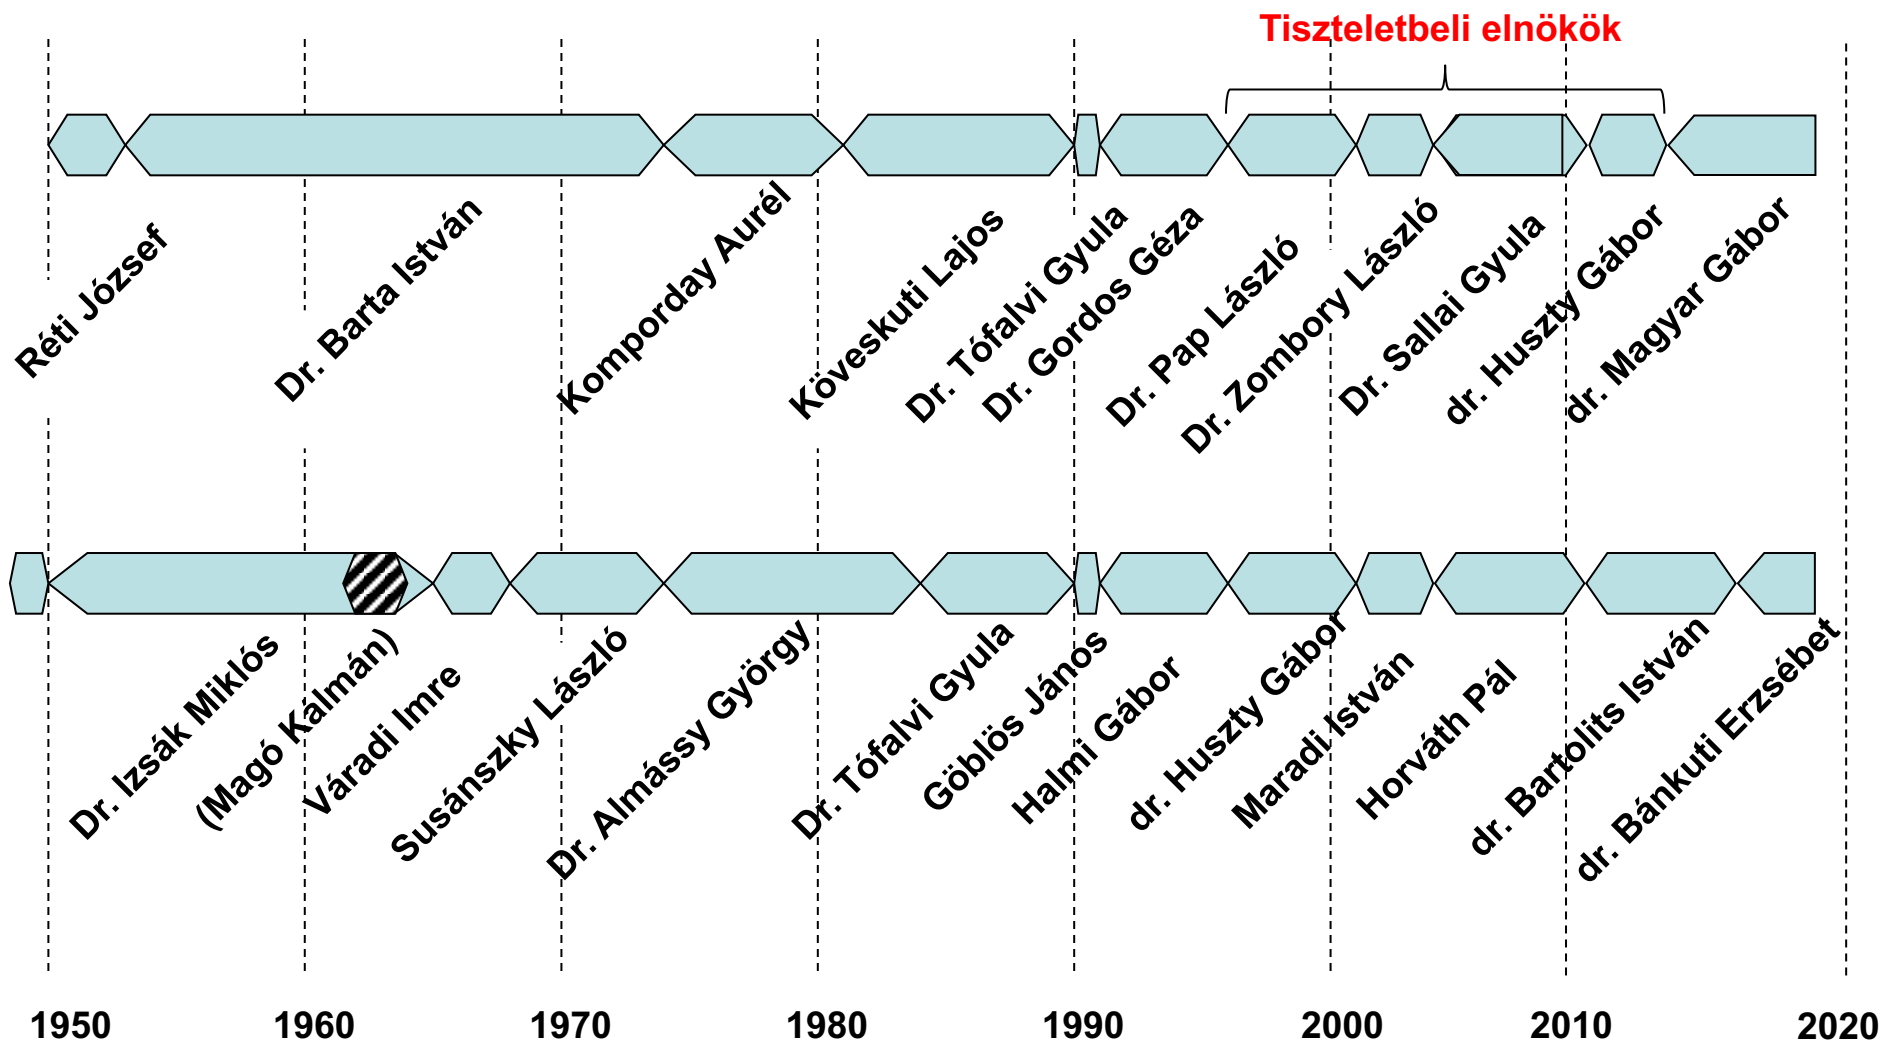 Tiszteletbeli elnökök
Réti József
Dr. Barta István
Komporday Aurél
Köveskuti Lajos
Dr. Tófalvi Gyula
Dr. Gordos Géza
Dr. Pap László
Dr. Zombory László
Dr. Sallai Gyula
dr. Huszty Gábor
dr. Magyar Gábor
Dr. Izsák Miklós
(Magó Kálmán)
Váradi Imre
Susánszky László
Dr. Almássy György
Dr. Tófalvi Gyula
Göblös János
Halmi Gábor
dr. Huszty Gábor
Maradi István
Horváth Pál
dr. Bartolits István
dr. Bánkuti Erzsébet
1950 1960 1970 1980 1990 2000 2010 2020